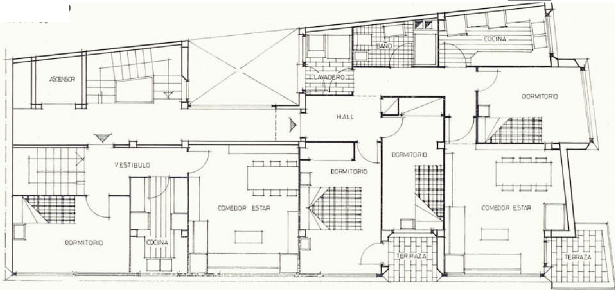 COCINA
BAÑO
ASCENSOR
LAVADERO
DORMITORIO
HALL
VESTIBULO
DORMITORIO
DORMITORIO
COMEDOR ESTAR
COMEDOR ESTAR
DORMITORIO
COCINA
TERRAZA
TERRAZA